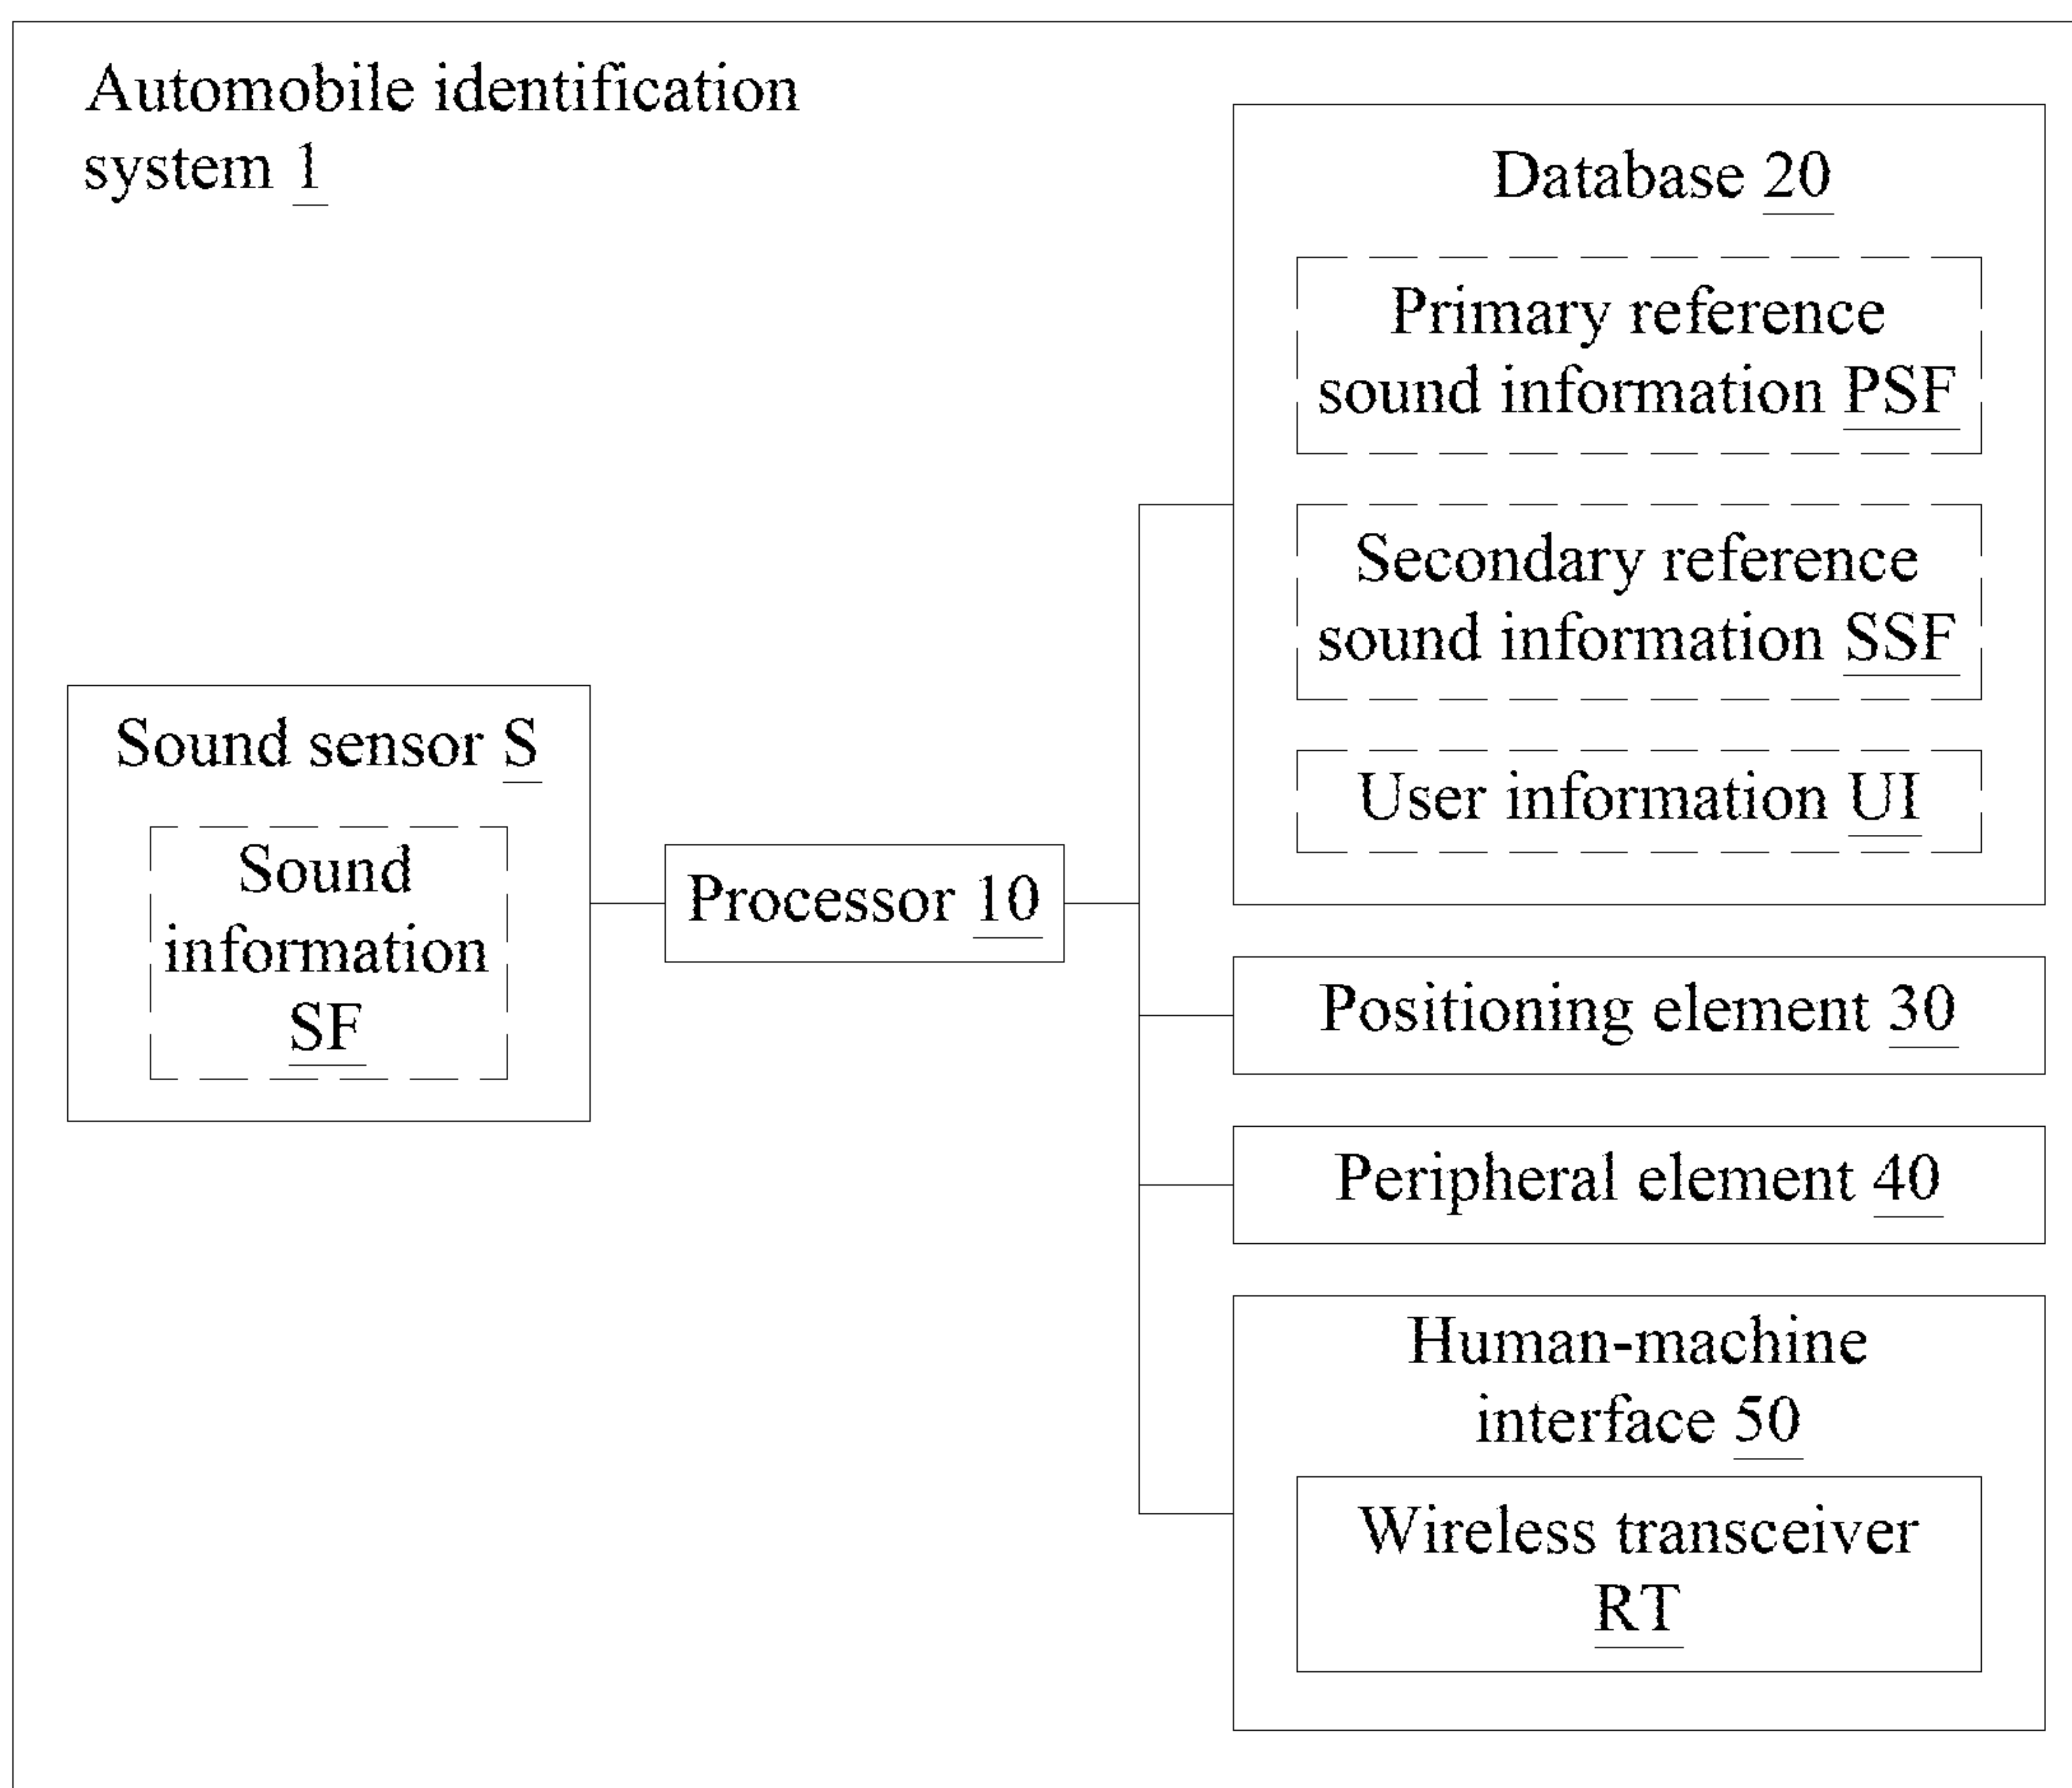 Automobile identification
system 1
Database 20
Primary reference
sound information PSF
Secondary reference
sound information SSF
User information UI
Sound sensor S
Sound
information
SF
Processor 10
Positioning element 30
Peripheral element 40
Human-machine
interface 50
Wireless transceiver
RT